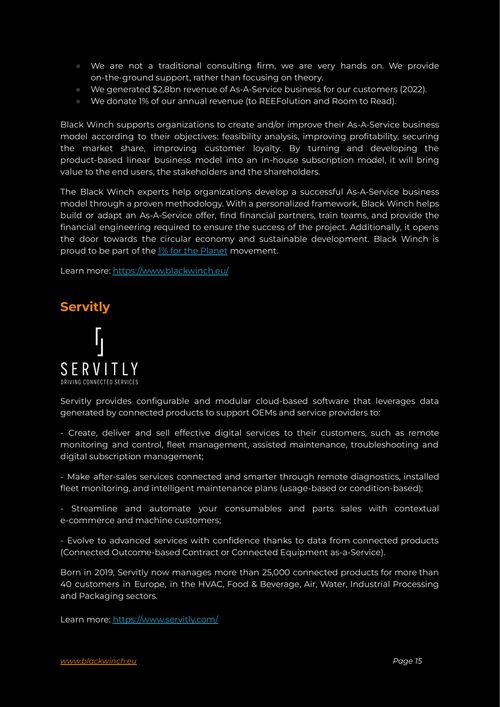 ● We are not a traditional consulting firm, we are very hands on. We provide
on-the-ground support, rather than focusing on theory.
● We generated $2,8bn revenue of As-A-Service business for our customers (2022).
● We donate 1% of our annual revenue (to REEFolution and Room to Read).
Black Winch supports organizations to create and/or improve their As-A-Service business
model according to their objectives: feasibility analysis, improving profitability, securing
the market share, improving customer loyalty. By turning and developing the
product-based linear business model into an in-house subscription model, it will bring
value to the end users, the stakeholders and the shareholders.
The Black Winch experts help organizations develop a successful As-A-Service business
model through a proven methodology. With a personalized framework, Black Winch helps
build or adapt an As-A-Service offer, find financial partners, train teams, and provide the
financial engineering required to ensure the success of the project. Additionally, it opens
the door towards the circular economy and sustainable development. Black Winch is
proud to be part of the 1% for the Planet movement.
Learn more: https://www.blackwinch.eu/
Servitly
SERVITLY
DRIVING CONNECTED SERVICES
Servitly provides configurable and modular cloud-based software that leverages data
generated by connected products to support OEMs and service providers to:
- Create, deliver and sell effective digital services to their customers, such as remote
monitoring and control, fleet management, assisted maintenance, troubleshooting and
digital subscription management;
- Make after-sales services connected and smarter through remote diagnostics, installed
fleet monitoring, and intelligent maintenance plans (usage-based or condition-based);
- Streamline and automate your consumables and parts sales with contextual
e-commerce and machine customers;
- Evolve to advanced services with confidence thanks to data from connected products
(Connected Outcome-based Contract or Connected Equipment as-a-Service).
Born in 2019, Servitly now manages more than 25,000 connected products for more than
40 customers in Europe, in the HVAC, Food & Beverage, Air, Water, Industrial Processing
and Packaging sectors.
Learn more: https://www.servitly.com/
www.blackwinch.eu Page 15